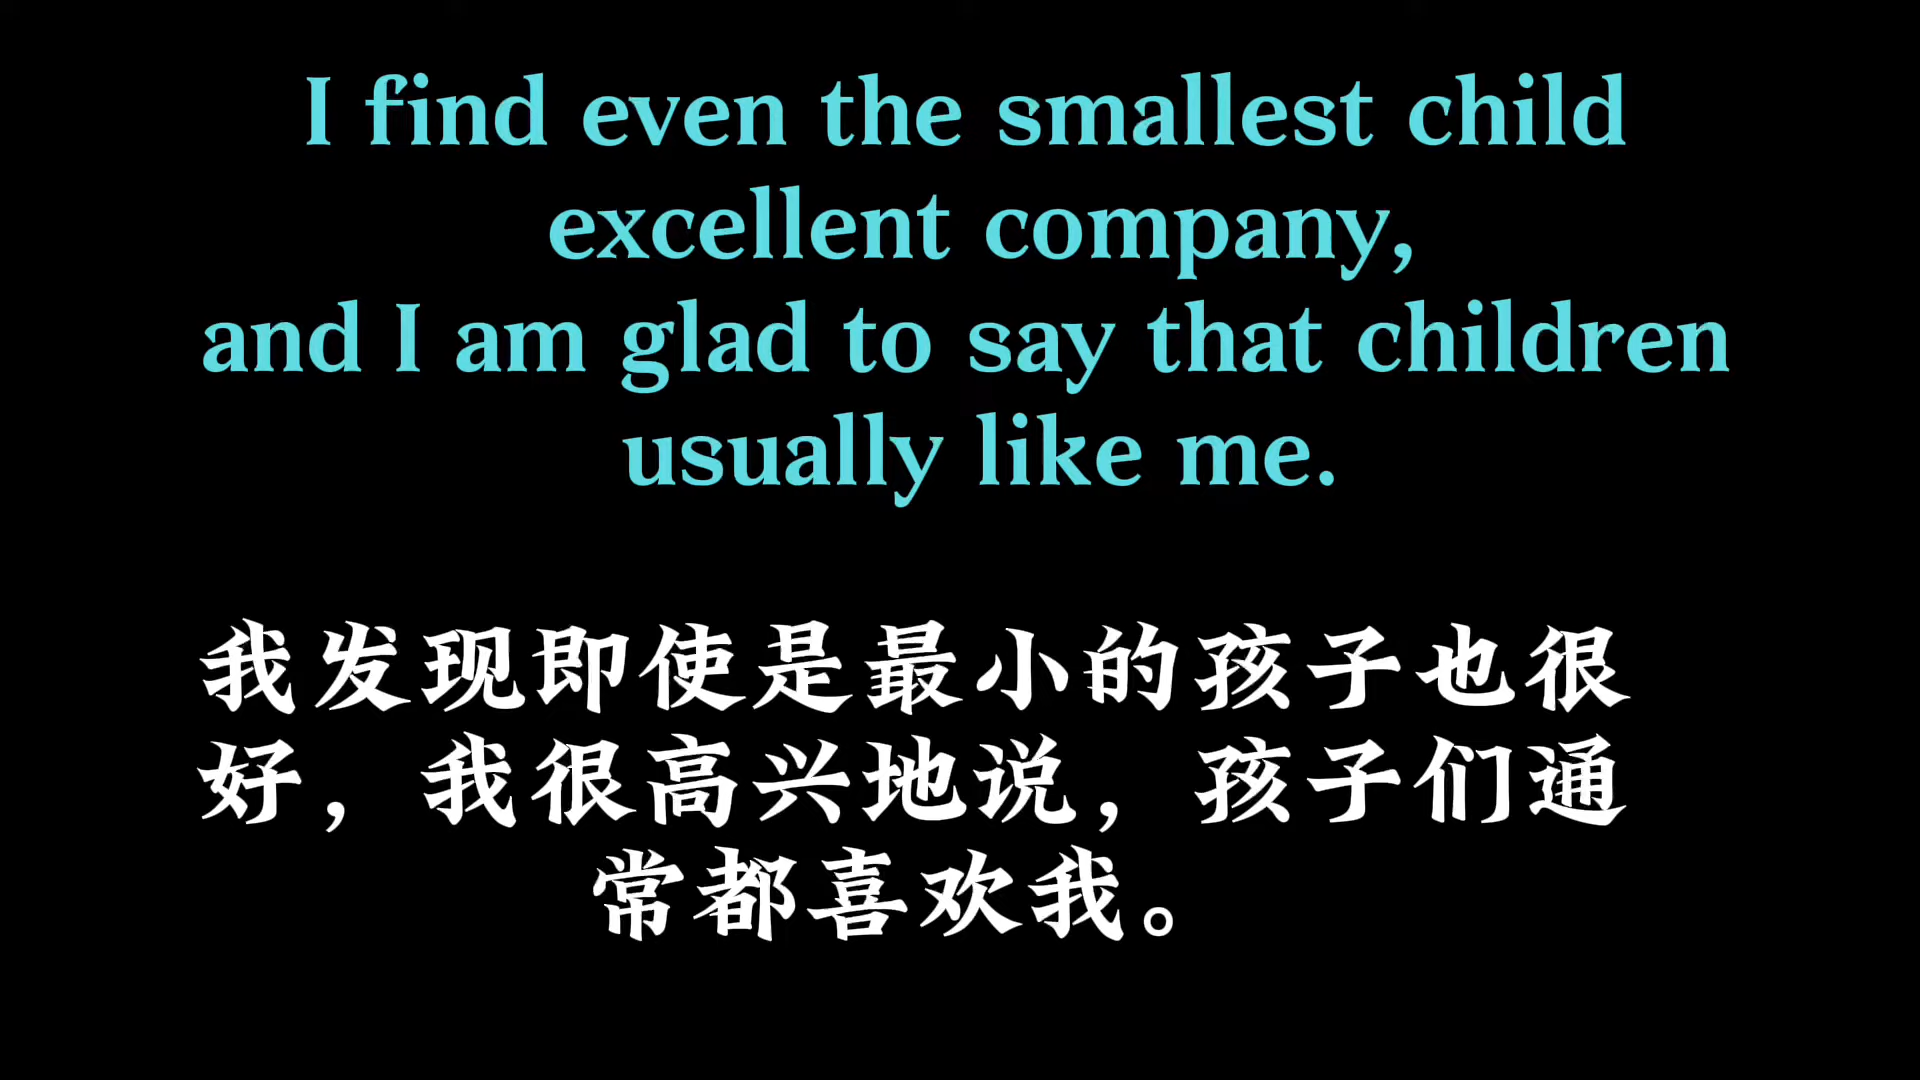 I find even the smallest child
excellent company,
and I am glad to say that children
usually like me.
我发现即使是最小的孩子也很
好，我很高兴地说，孩子们通
常都喜欢我。